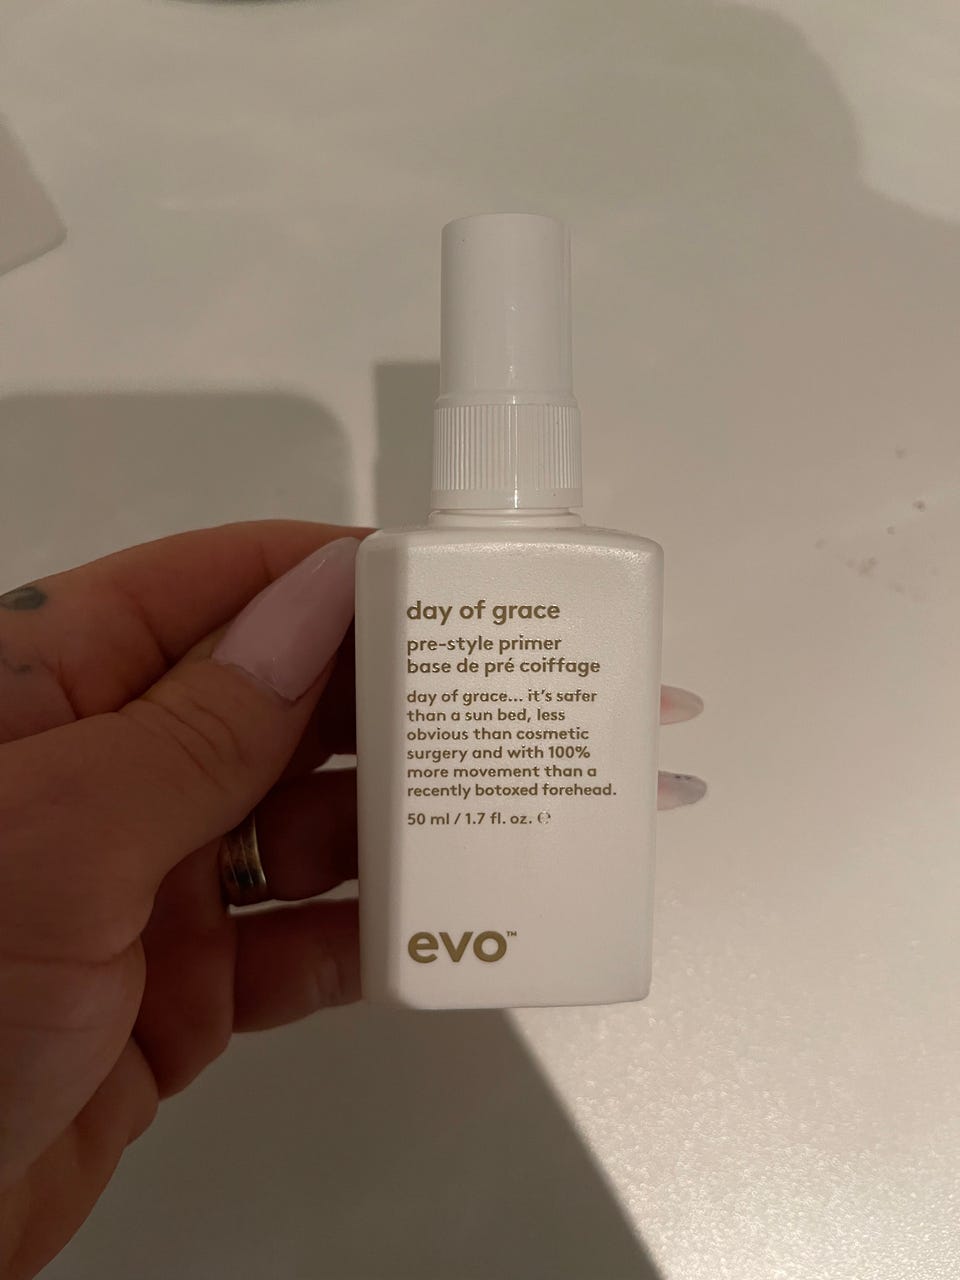 day of grace
pre-style primer
base de pré coiffage
day of grace... it's safer
than a sun bed, less
obvious than cosmetic
surgery and with 100%
more movement than a
recently botoxed forehead.
50 ml / 1.7 fl. oz. ℮
evo™